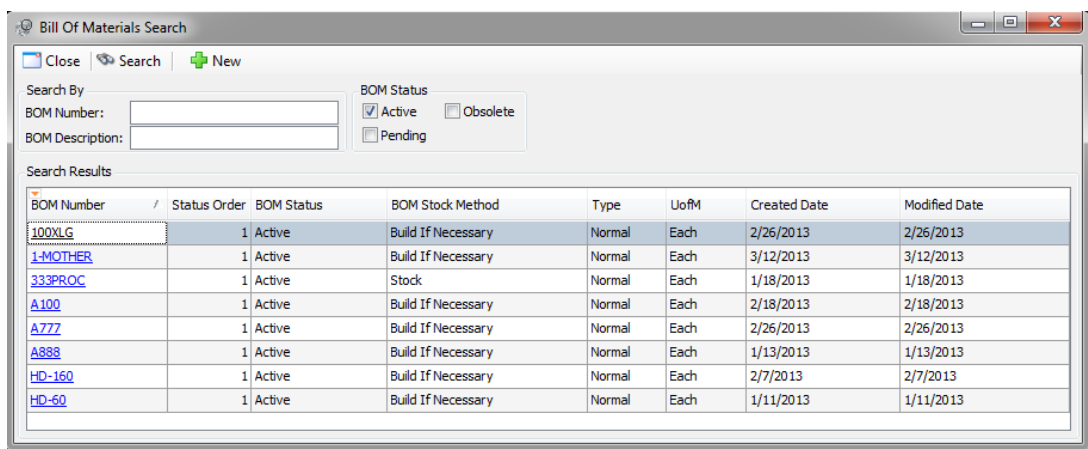 Bill Of Materials Search
Close Search New
Search By
BOM Number:
BOM Description:
BOM Status
Active Obsolete
Pending
Search Results
BOM Number / Status Order BOM Status BOM Stock Method Type UofM Created Date Modified Date
100XLG 1 Active Build If Necessary Normal Each 2/26/2013 2/26/2013
1-MOTHER 1 Active Build If Necessary Normal Each 3/12/2013 3/12/2013
333PROC 1 Active Stock Normal Each 1/18/2013 1/18/2013
A100 1 Active Build If Necessary Normal Each 2/18/2013 2/18/2013
A777 1 Active Build If Necessary Normal Each 2/26/2013 2/26/2013
A888 1 Active Build If Necessary Normal Each 1/13/2013 1/13/2013
HD-160 1 Active Build If Necessary Normal Each 2/7/2013 2/7/2013
HD-60 1 Active Build If Necessary Normal Each 1/11/2013 1/11/2013